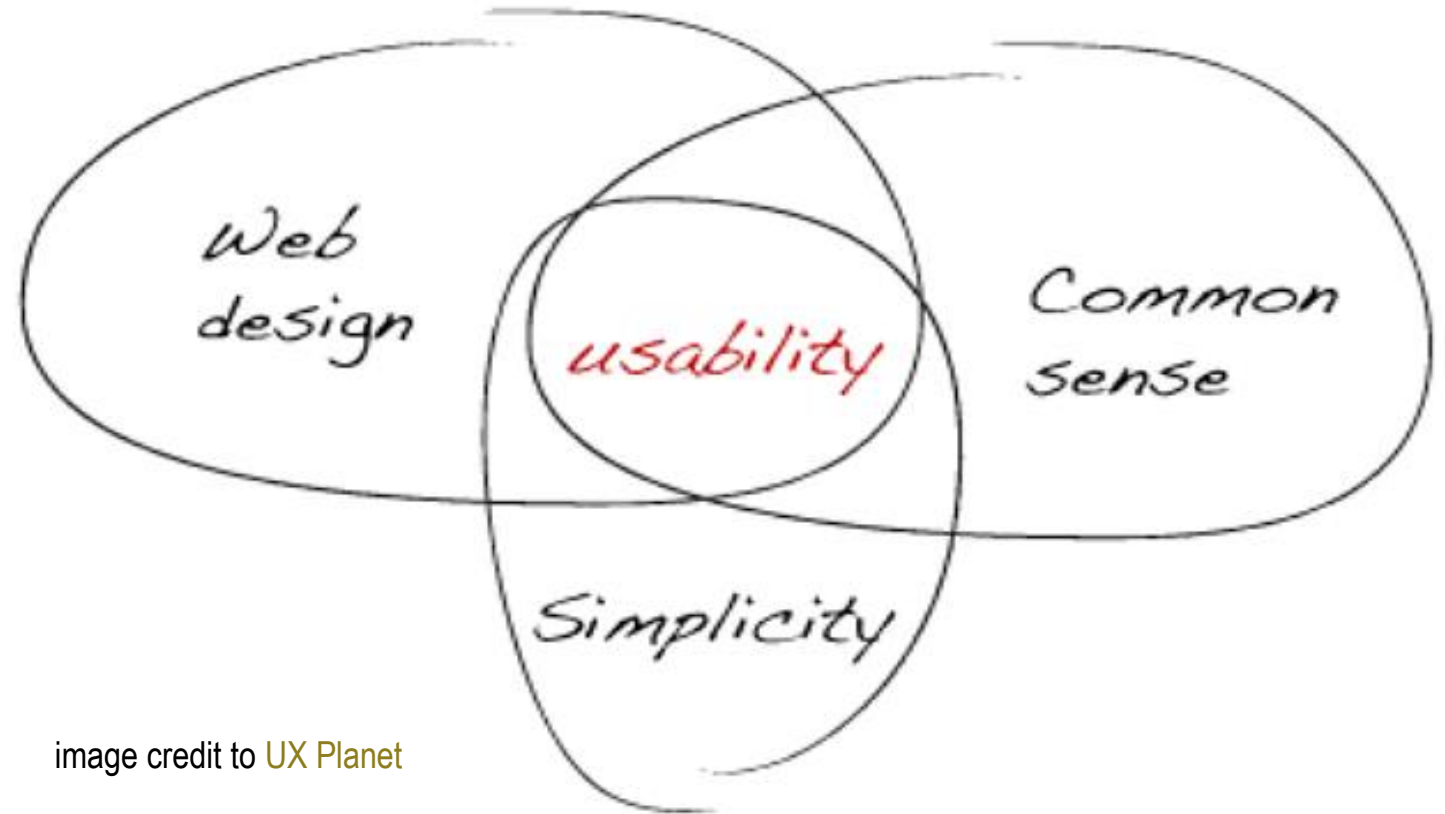 Web
design
Common
sense
usability
Simplicity
image credit to UX Planet